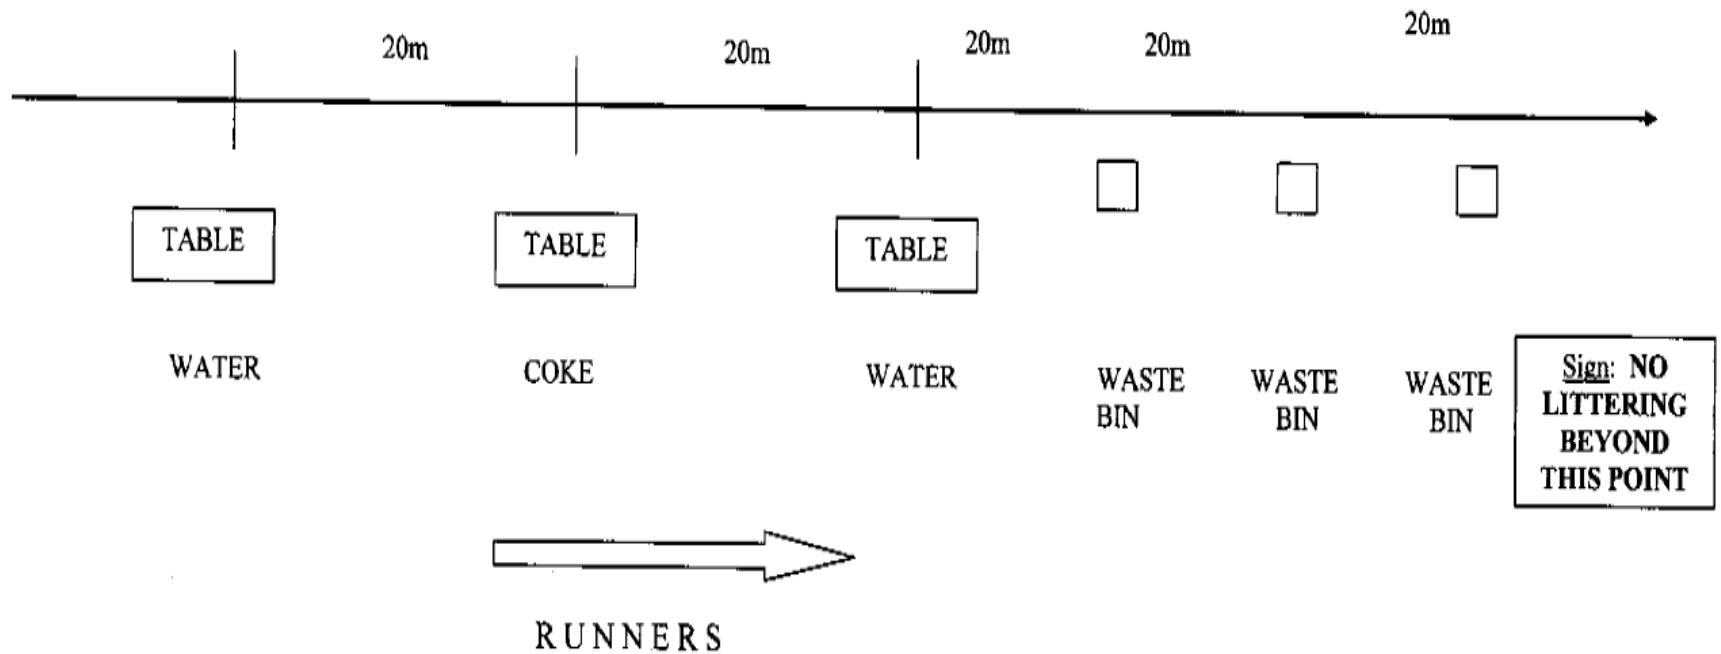 20m 20m 20m 20m 20m
TABLE TABLE TABLE
WATER COKE WATER
WASTE BIN
WASTE BIN
WASTE BIN
Sign: NO
LITTERING
BEYOND
THIS POINT
RUNNERS